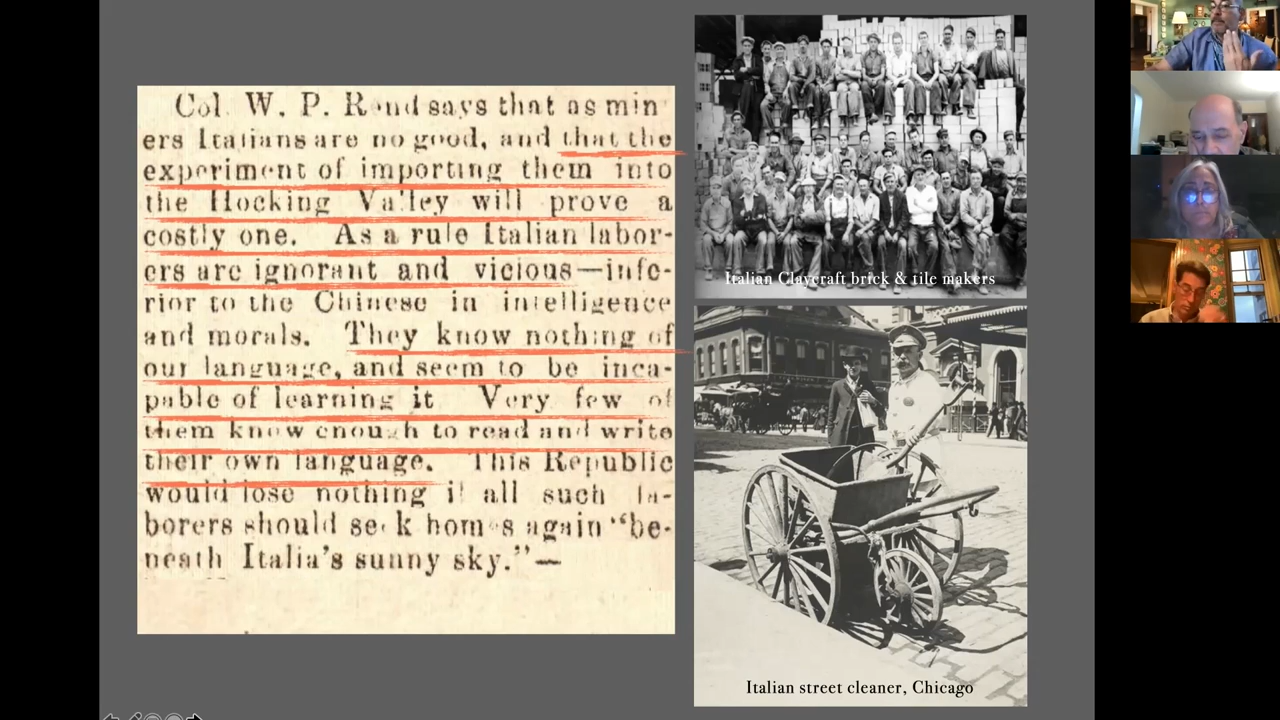 Col. W. P. Rend says that as min
ers Italians are no good, and that the
experiment of importing them into
the Hocking Valley will prove a
costly one. As a rule Italian labor-
ers are ignorant and vicious—infe-
rior to the Chinese in intelligence
and morals. They know nothing of
our language, and seem to be inca-
pable of learning it Very few of
them know enough to read and write
their own language. This Republic
would lose nothing if all such la-
borers should seek homes again "be-
neath Italia's sunny sky."—
Italian Claycraft brick & tile makers
Italian street cleaner, Chicago